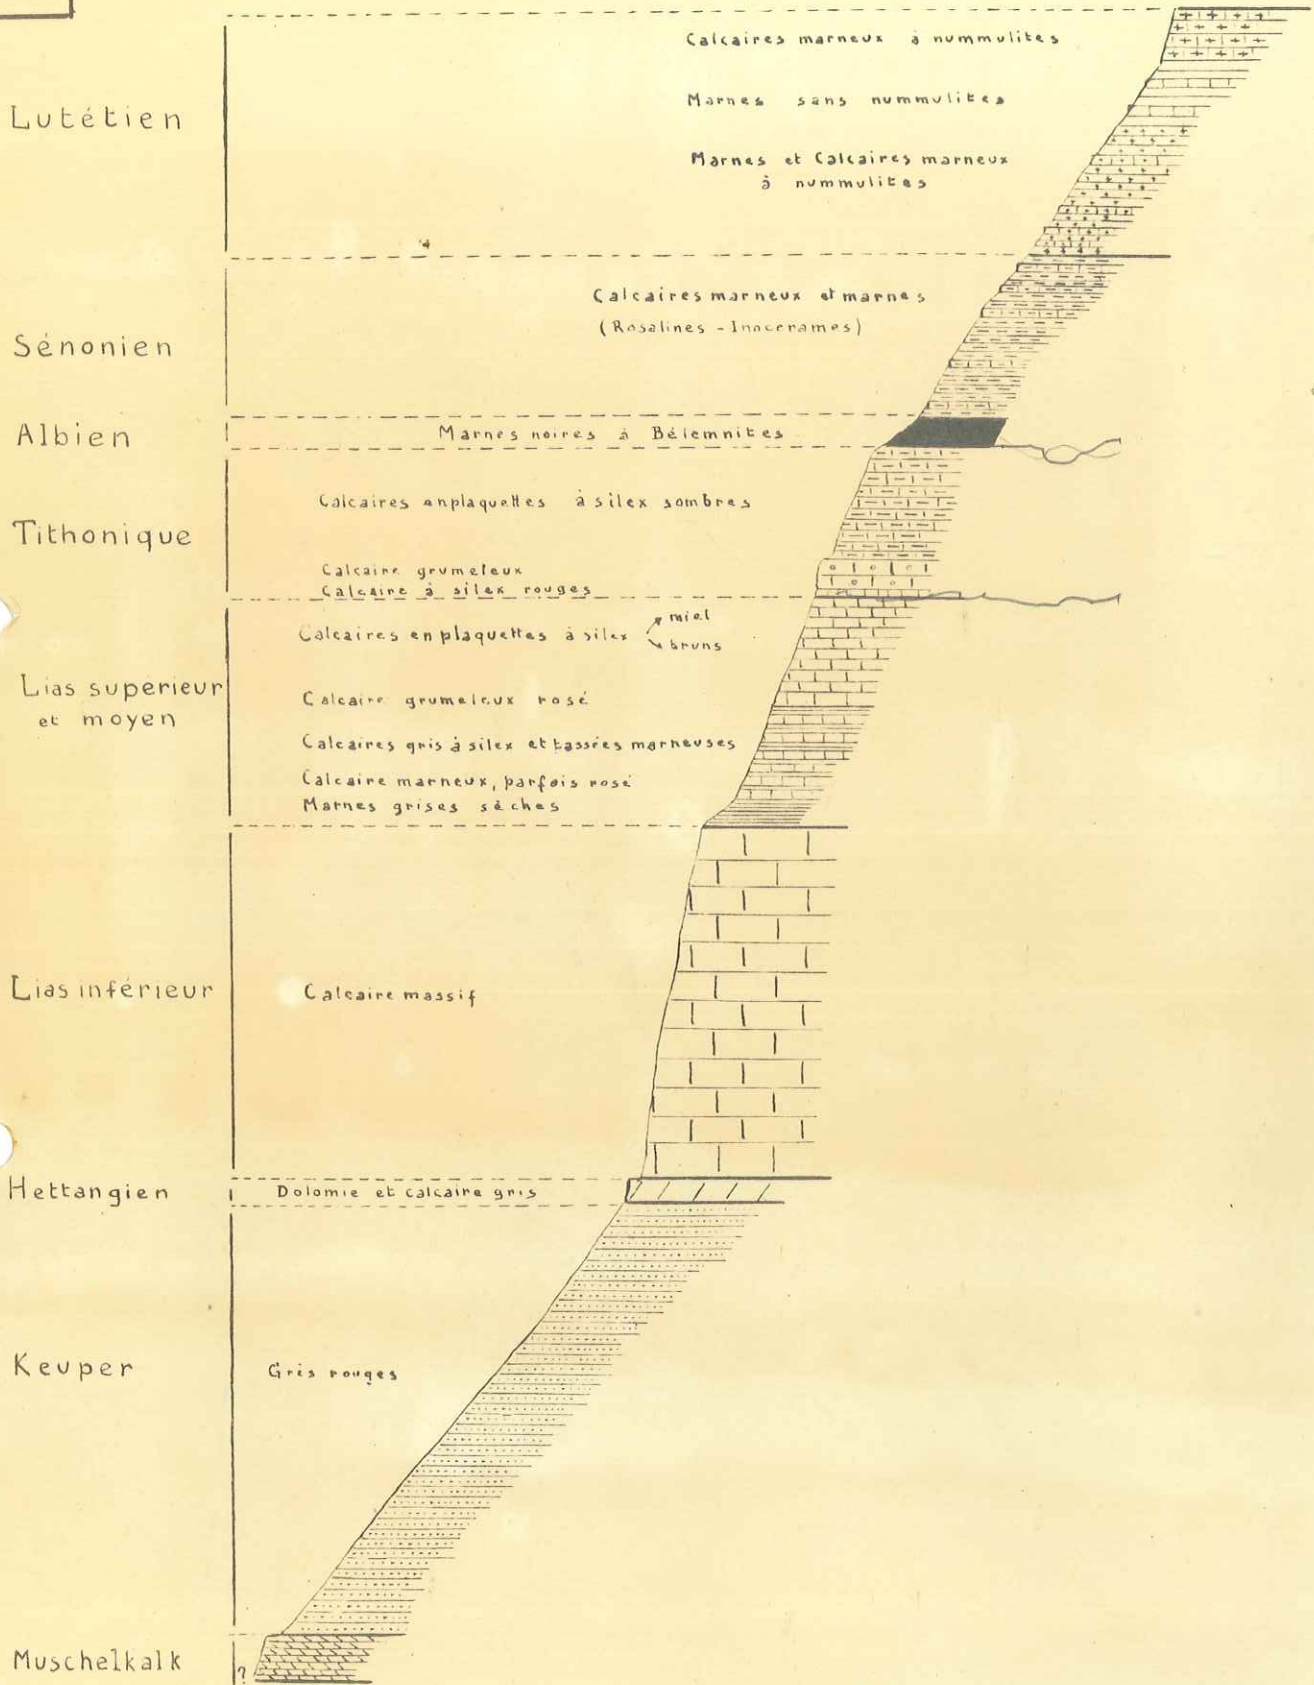 Calcaires marneux à nummulites
Lutétien
Marnes sans nummulites
Marnes et Calcaires marneux
à nummulites
Sénonien
Calcaires marneux et marnes
(Rosalines - Inocerames)
Albien
Marnes noires à Bélemnites
Tithonique
Calcaires enplaquettes à silex sombres
Calcaire grumeleux
Calcaire à silex rouges
Lias superieur
et moyen
Calcaires en plaquettes à silex
miel
bruns
Calcaire grumeleux rosé
Calcaires gris à silex et passées marneuses
Calcaire marneux, parfois rosé
Marnes grises sèches
Lias inférieur
Calcaire massif
Hettangien
Dolomie et calcaire gris
Keuper
Grès rouges
Muschelkalk
?